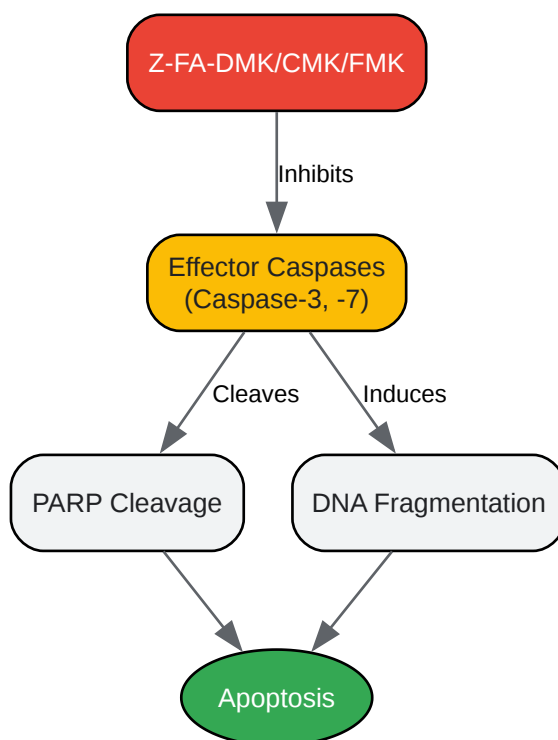 Z-FA-DMK/CMK/FMK
Inhibits
Effector Caspases
(Caspase-3, -7)
Cleaves
Induces
PARP Cleavage
DNA Fragmentation
Apoptosis